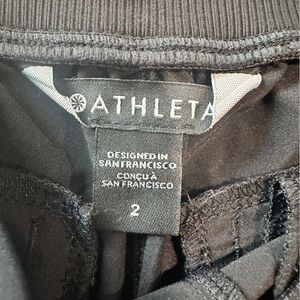 ATHLETA
DESIGNED IN
SAN FRANCISCO
CONÇU À
SAN FRANCISCO
2